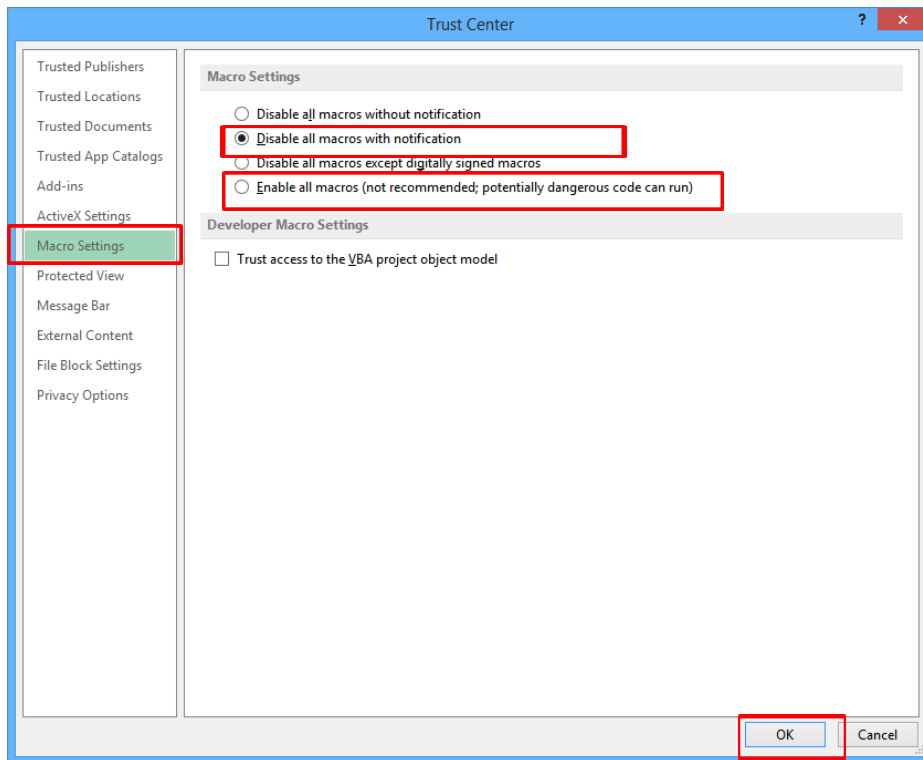 Trust Center
?
Trusted Publishers
Trusted Locations
Trusted Documents
Trusted App Catalogs
Add-ins
ActiveX Settings
Macro Settings
Protected View
Message Bar
External Content
File Block Settings
Privacy Options
Macro Settings
Disable all macros without notification
Disable all macros with notification
Disable all macros except digitally signed macros
Enable all macros (not recommended; potentially dangerous code can run)
Developer Macro Settings
Trust access to the VBA project object model
OK
Cancel